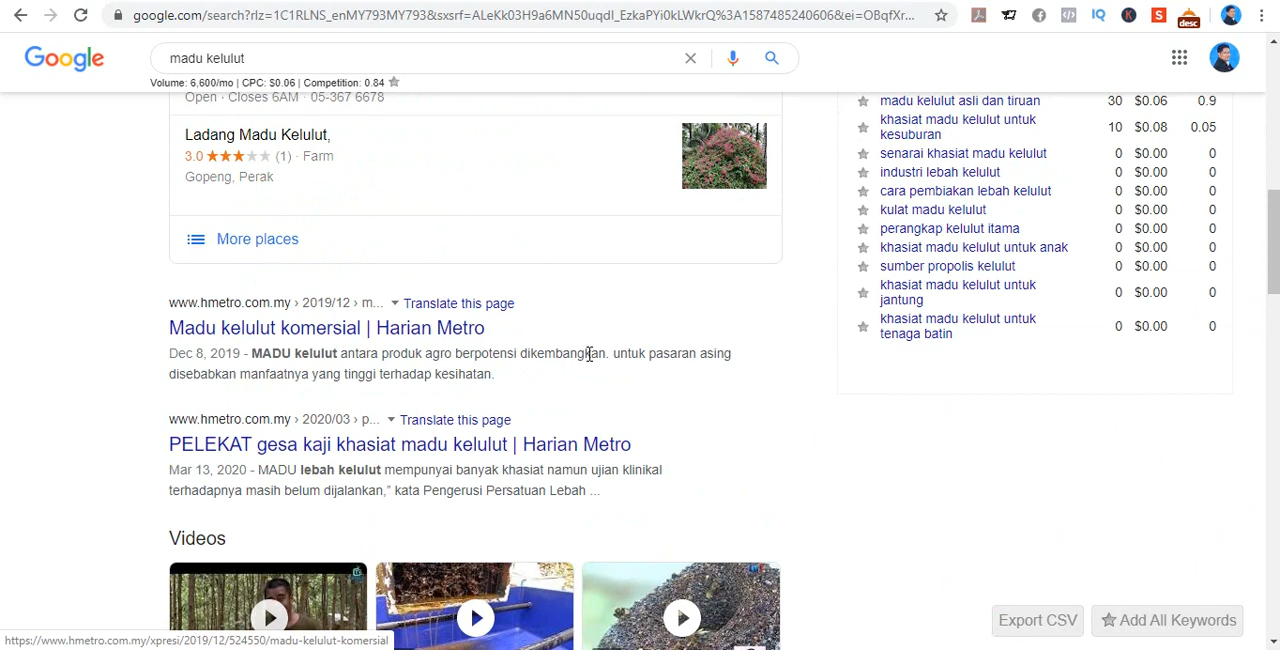 google.com/search?rlz=1C1RLNS_enMY793MY793&sxsrf=ALeKk03H9a6MN50uqdI_EzkaPYi0kLWkrQ%3A1587485240606&ei=OBqfXr...
desc
Google
madu kelulut
Volume: 6,600/mo | CPC: $0.06 | Competition: 0.84
Open · Closes 6AM · 05-367 6678
Ladang Madu Kelulut,
3.0 (1) · Farm
Gopeng, Perak
More places
www.hmetro.com.my › 2019/12 › m... Translate this page
Madu kelulut komersial | Harian Metro
Dec 8, 2019 - MADU kelulut antara produk agro berpotensi dikembangkan. untuk pasaran asing
disebabkan manfaatnya yang tinggi terhadap kesihatan.
www.hmetro.com.my › 2020/03 › p... Translate this page
PELEKAT gesa kaji khasiat madu kelulut | Harian Metro
Mar 13, 2020 - MADU lebah kelulut mempunyai banyak khasiat namun ujian klinikal
terhadapnya masih belum dijalankan,” kata Pengerusi Persatuan Lebah ...
Videos
https://www.hmetro.com.my/xpresi/2019/12/524550/madu-kelulut-komersial
madu kelulut asli dan tiruan 30 $0.06 0.9
khasiat madu kelulut untuk
kesuburan 10 $0.08 0.05
senarai khasiat madu kelulut 0 $0.00 0
industri lebah kelulut 0 $0.00 0
cara pembiakan lebah kelulut 0 $0.00 0
kulat madu kelulut 0 $0.00 0
perangkap kelulut itama 0 $0.00 0
khasiat madu kelulut untuk anak 0 $0.00 0
sumber propolis kelulut 0 $0.00 0
khasiat madu kelulut untuk
jantung 0 $0.00 0
khasiat madu kelulut untuk
tenaga batin 0 $0.00 0
Export CSV
Add All Keywords